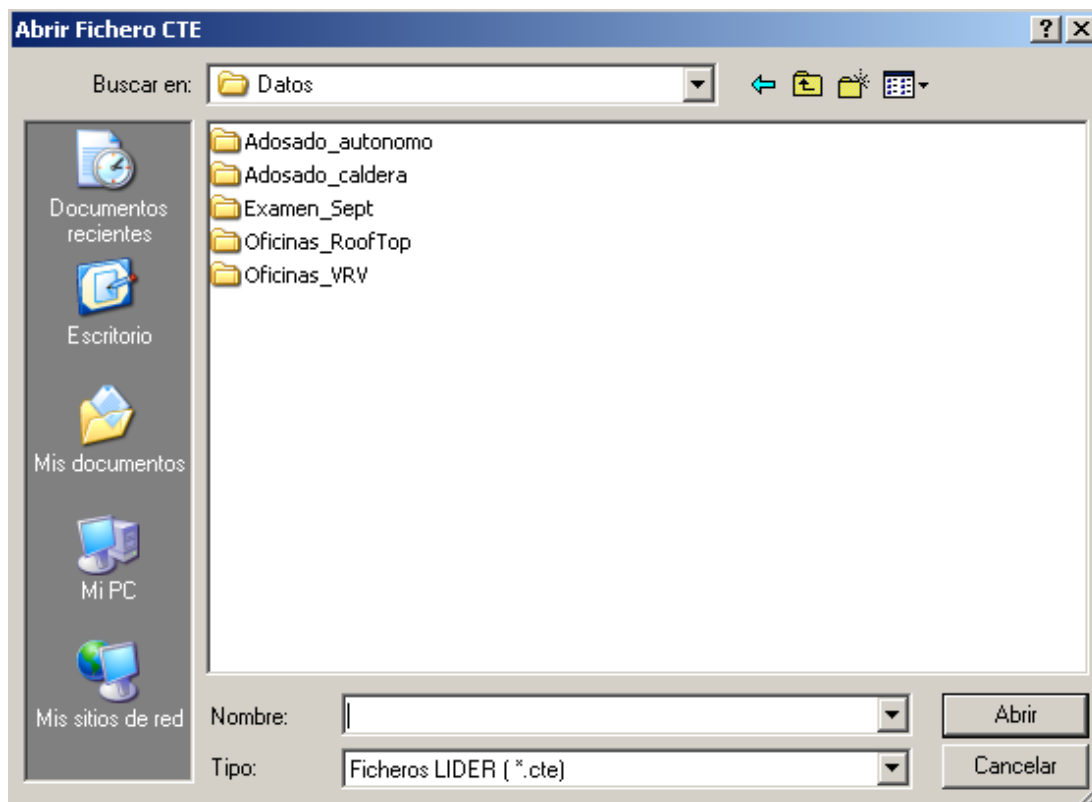 Abrir Fichero CTE
Buscar en:
Datos
Documentos
recientes
Escritorio
Mis documentos
Mi PC
Mis sitios de red
Adosado_autonomo
Adosado_caldera
Examen_Sept
Oficinas_RoofTop
Oficinas_VRV
Nombre:
Abrir
Tipo:
Ficheros LIDER ( *.cte)
Cancelar